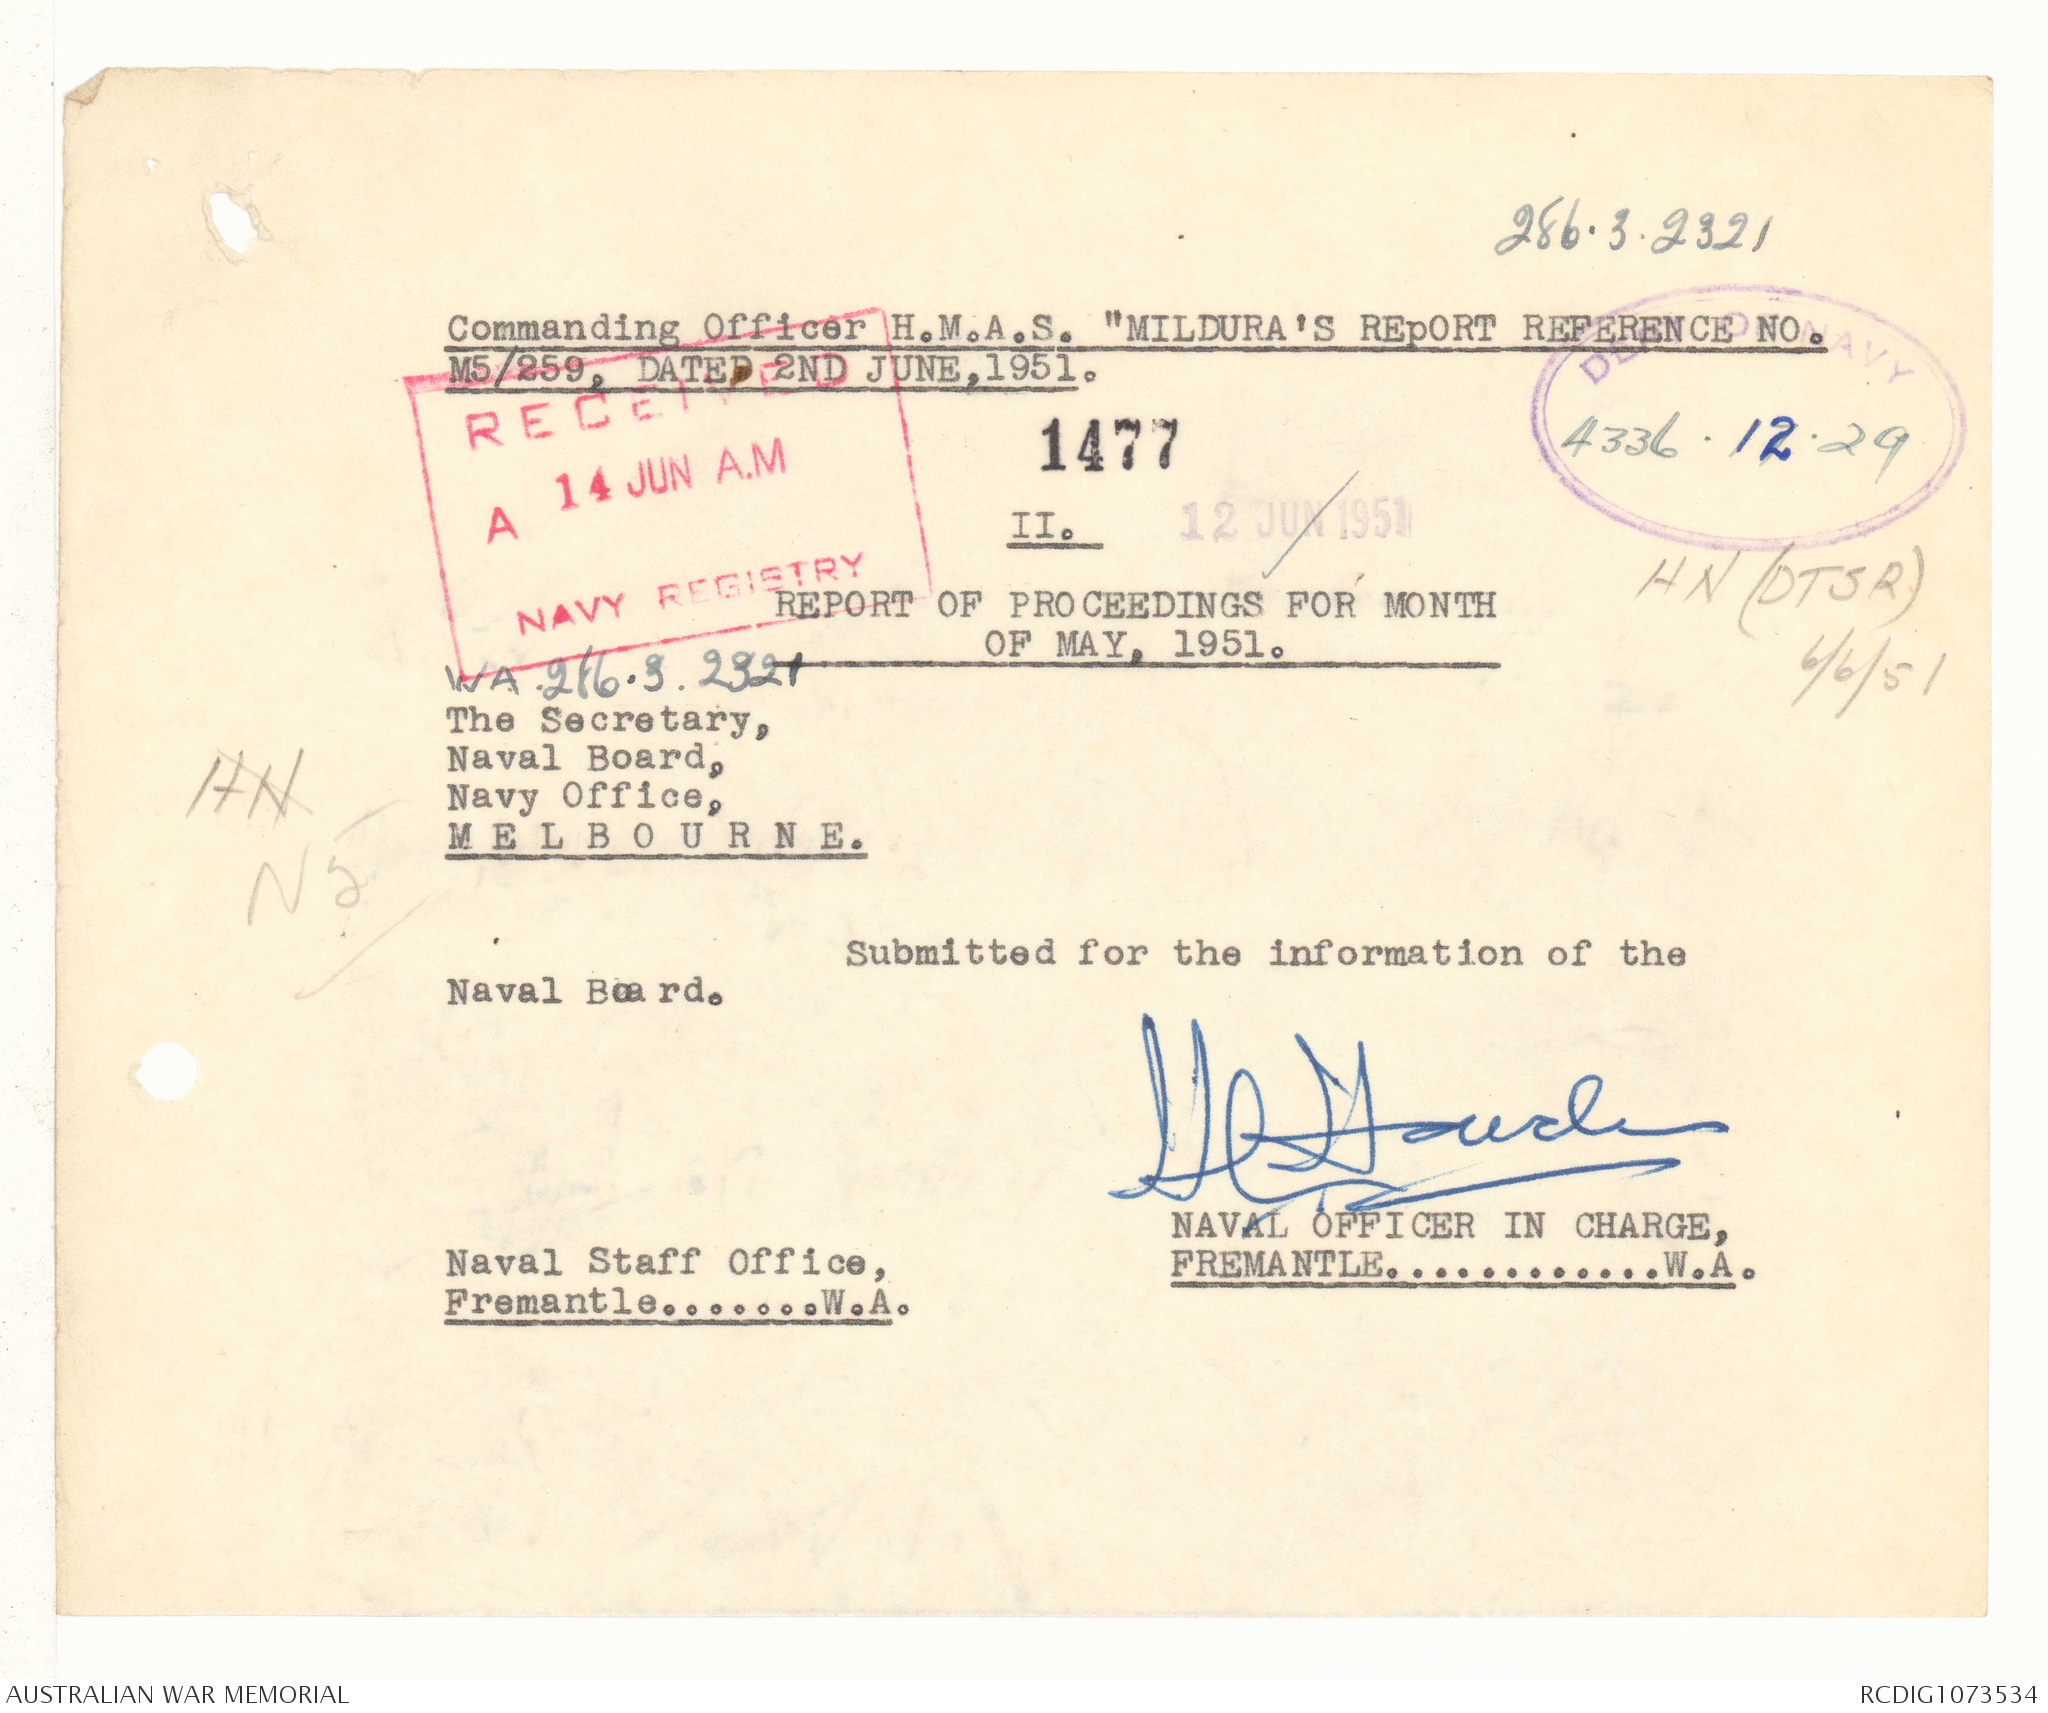 286.3.2321
Commanding Officer H.M.A.S. "MILDURA'S REpORT REFERENCE NO.
M5/259, DATED 2ND JUNE,1951.
DEP NAVY
4336.12.29
RECEIVED
A 14 JUN A.M
NAVY REGISTRY
1477
II.
12 JUN 1951
HN (DTSR)
6/6/51
REPORT OF PROCEEDINGS FOR MONTH
OF MAY, 1951.
WA.286.3.2321
The Secretary,
Naval Board,
Navy Office,
M E L B O U R N E.
HN
Submitted for the information of the
Naval Board.
NAVAL OFFICER IN CHARGE,
FREMANTLE............W.A.
Naval Staff Office,
Fremantle.......W.A.
AUSTRALIAN WAR MEMORIAL
RCDIG1073534